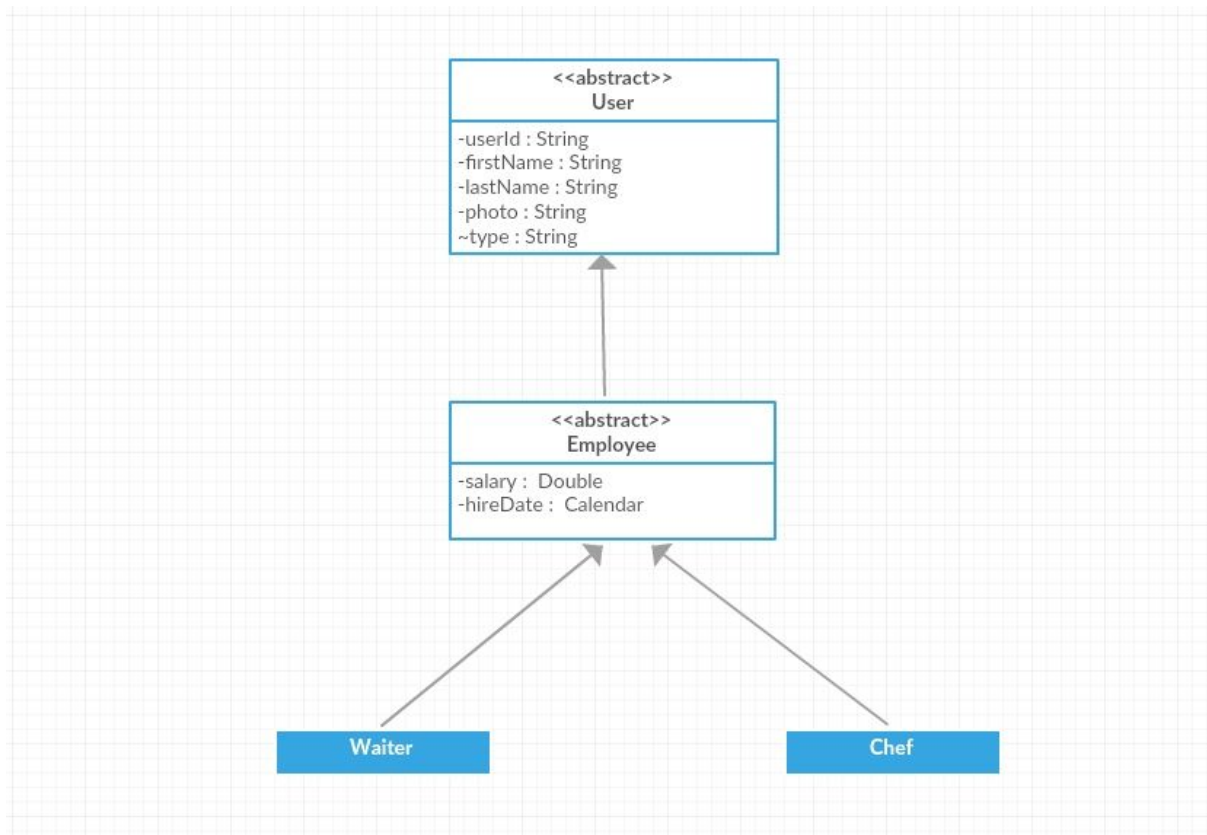 <<abstract>>
User
-userId : String
-firstName : String
-lastName : String
-photo : String
~type : String
<<abstract>>
Employee
-salary :  Double
-hireDate :  Calendar
Waiter
Chef